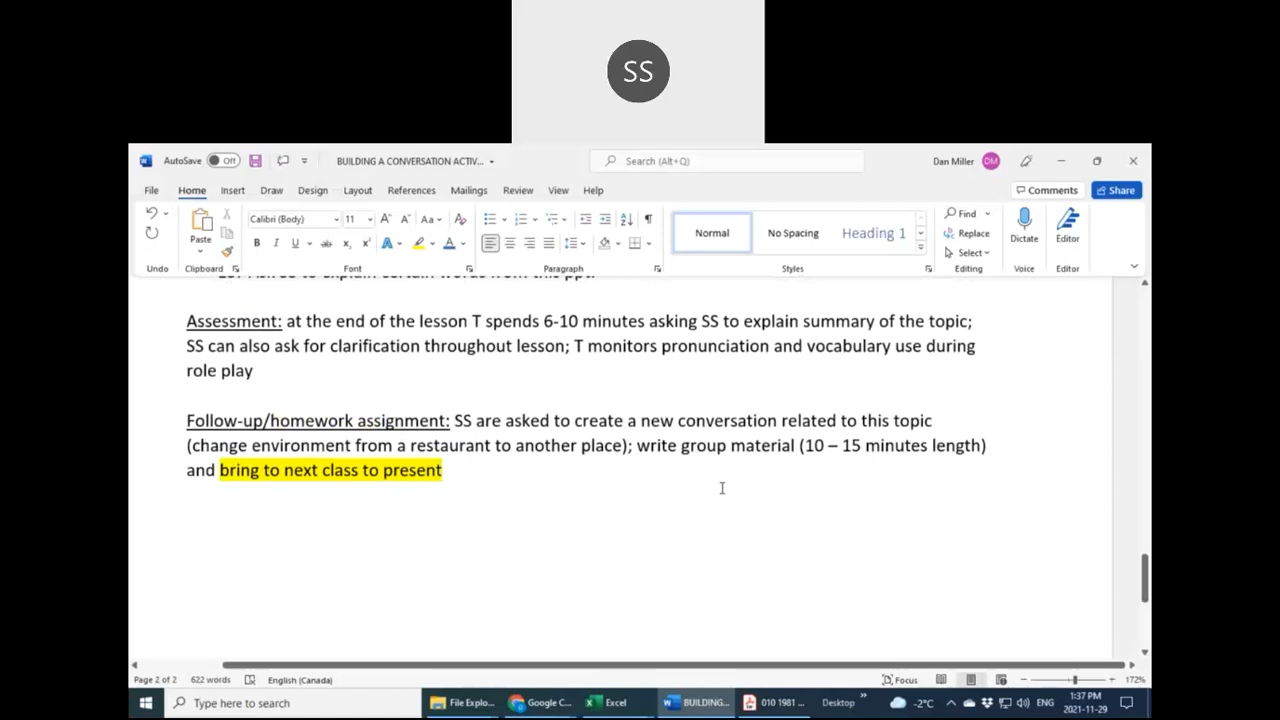 SS
AutoSave Off BUILDING A CONVERSATION ACTIV... Search (Alt+Q) Dan Miller DM
File Home Insert Draw Design Layout References Mailings Review View Help Comments Share
Calibri (Body) 11 Aa Normal No Spacing Heading 1 Find Replace Select
Paste Dictate Editor
Undo Clipboard Font Paragraph Styles Editing Voice Editor
Assessment: at the end of the lesson T spends 6-10 minutes asking SS to explain summary of the topic;
SS can also ask for clarification throughout lesson; T monitors pronunciation and vocabulary use during
role play
Follow-up/homework assignment: SS are asked to create a new conversation related to this topic
(change environment from a restaurant to another place); write group material (10 – 15 minutes length)
and bring to next class to present
Page 2 of 2 622 words English (Canada) Focus 172%
Type here to search File Explo... Google C... Excel BUILDING... 010 1981 ... Desktop -2°C ENG 1:37 PM
2021-11-29